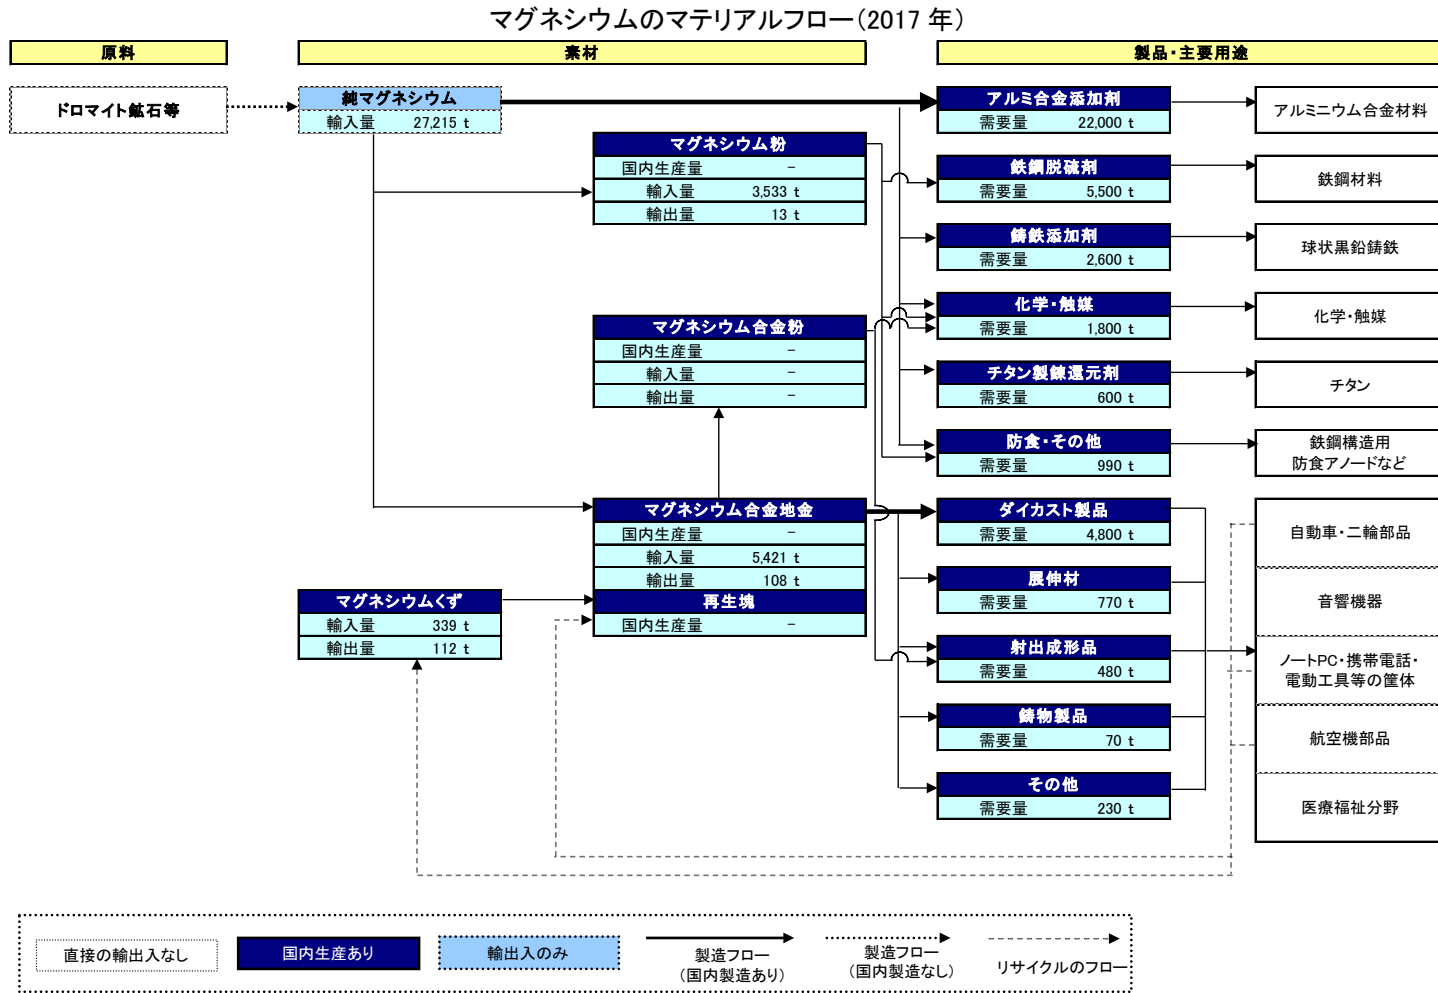 マグネシウムのマテリアルフロー（2017 年）
原料
素材
製品・主要用途
ドロマイト鉱石等
純マグネシウム
輸入量 27,215 t
マグネシウム粉
国内生産量 －
輸入量 3,533 t
輸出量 13 t
マグネシウム合金粉
国内生産量 －
輸入量 －
輸出量 －
マグネシウム合金地金
国内生産量 －
輸入量 5,421 t
輸出量 108 t
再生塊
国内生産量 －
マグネシウムくず
輸入量 339 t
輸出量 112 t
アルミ合金添加剤
需要量 22,000 t
鉄鋼脱硫剤
需要量 5,500 t
鋳鉄添加剤
需要量 2,600 t
化学・触媒
需要量 1,800 t
チタン製錬還元剤
需要量 600 t
防食・その他
需要量 990 t
ダイカスト製品
需要量 4,800 t
展伸材
需要量 770 t
射出成形品
需要量 480 t
鋳物製品
需要量 70 t
その他
需要量 230 t
アルミニウム合金材料
鉄鋼材料
球状黒鉛鋳鉄
化学・触媒
チタン
鉄鋼構造用
防食アノードなど
自動車・二輪部品
音響機器
ノートPC・携帯電話・
電動工具等の筐体
航空機部品
医療福祉分野
直接の輸出入なし
国内生産あり
輸出入のみ
製造フロー
（国内製造あり）
製造フロー
（国内製造なし）
リサイクルのフロー